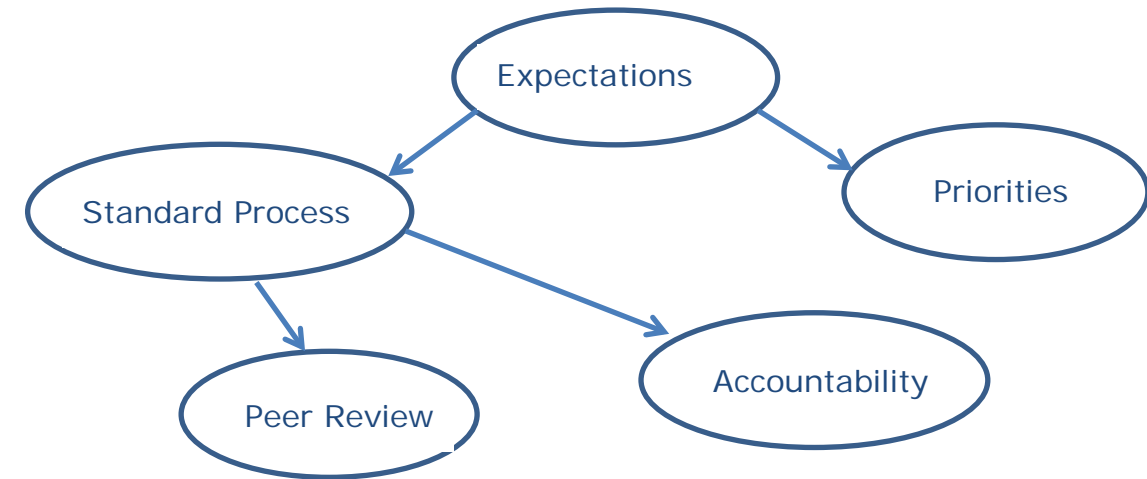 Expectations
Priorities
Standard Process
Accountability
Peer Review